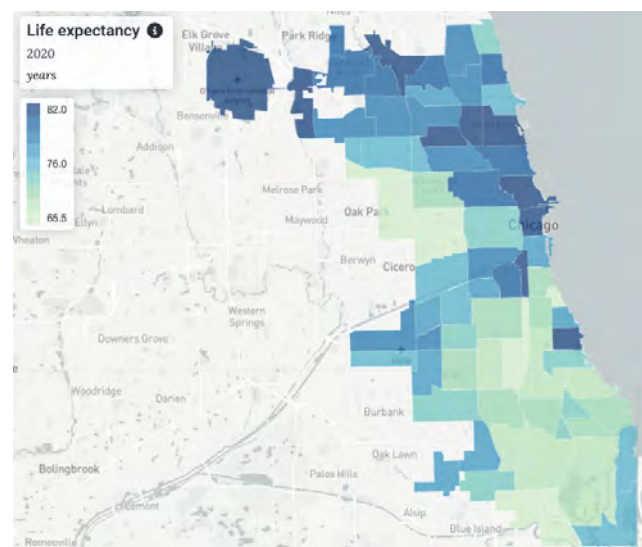 Life expectancy
2020
years
82.0
76.0
65.5
Niles
Elk Grove
Village
Park Ridge
Bensenville
Addison
Melrose Park
Lombard
Maywood
Oak Park
Chicago
Wheaton
Berwyn
Cicero
Western
Springs
Downers Grove
Woodridge
Darien
Burbank
Oak Lawn
Bolingbrook
Palos Hills
Lemont
Alsip
Blue Island
Romeoville